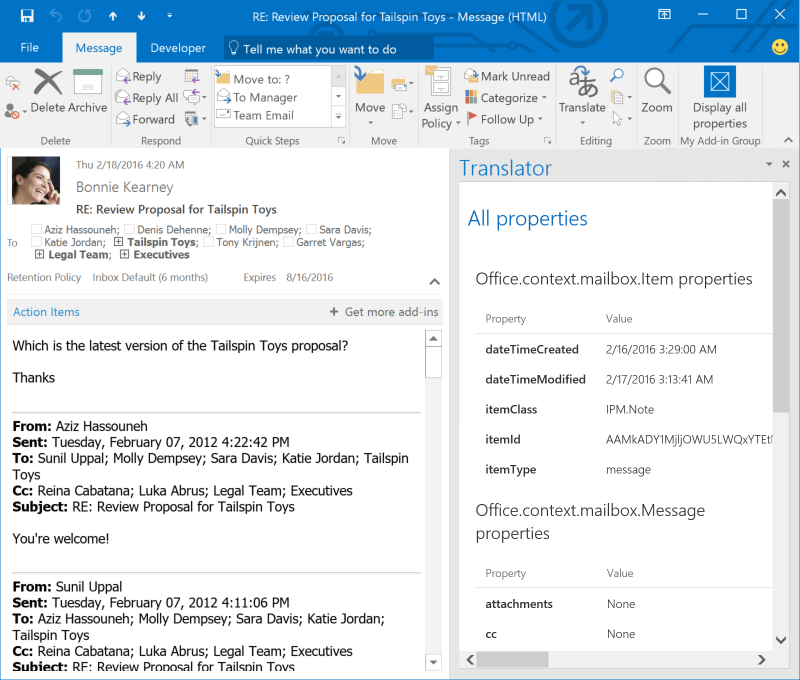 RE: Review Proposal for Tailspin Toys - Message (HTML)
File Message Developer Tell me what you want to do
Delete Archive
Delete
Reply
Reply All
Forward
Respond
Move to: ?
To Manager
Team Email
Quick Steps
Move
Move
Assign Policy
Mark Unread
Categorize
Follow Up
Tags
Translate
Editing
Zoom
Zoom
Display all properties
My Add-in Group
Thu 2/18/2016 4:20 AM
Bonnie Kearney
RE: Review Proposal for Tailspin Toys
Aziz Hassouneh; Denis Dehenne; Molly Dempsey; Sara Davis;
To Katie Jordan; Tailspin Toys; Tony Krijnen; Garret Vargas;
Legal Team; Executives
Retention Policy Inbox Default (6 months) Expires 8/16/2016
Action Items + Get more add-ins
Which is the latest version of the Tailspin Toys proposal?
Thanks
From: Aziz Hassouneh
Sent: Tuesday, February 07, 2012 4:22:42 PM
To: Sunil Uppal; Molly Dempsey; Sara Davis; Katie Jordan; Tailspin
Toys
Cc: Reina Cabatana; Luka Abrus; Legal Team; Executives
Subject: RE: Review Proposal for Tailspin Toys
You're welcome!
From: Sunil Uppal
Sent: Tuesday, February 07, 2012 4:11:06 PM
To: Aziz Hassouneh; Molly Dempsey; Sara Davis; Katie Jordan;
Tailspin Toys
Cc: Reina Cabatana; Luka Abrus; Legal Team; Executives
Subject: RE: Review Proposal for Tailspin Toys
Translator
All properties
Office.context.mailbox.Item properties
Property Value
dateTimeCreated 2/16/2016 3:29:00 AM
dateTimeModified 2/17/2016 3:13:41 AM
itemClass IPM.Note
itemId
itemType message
Office.context.mailbox.Message
properties
Property Value
attachments None
cc None